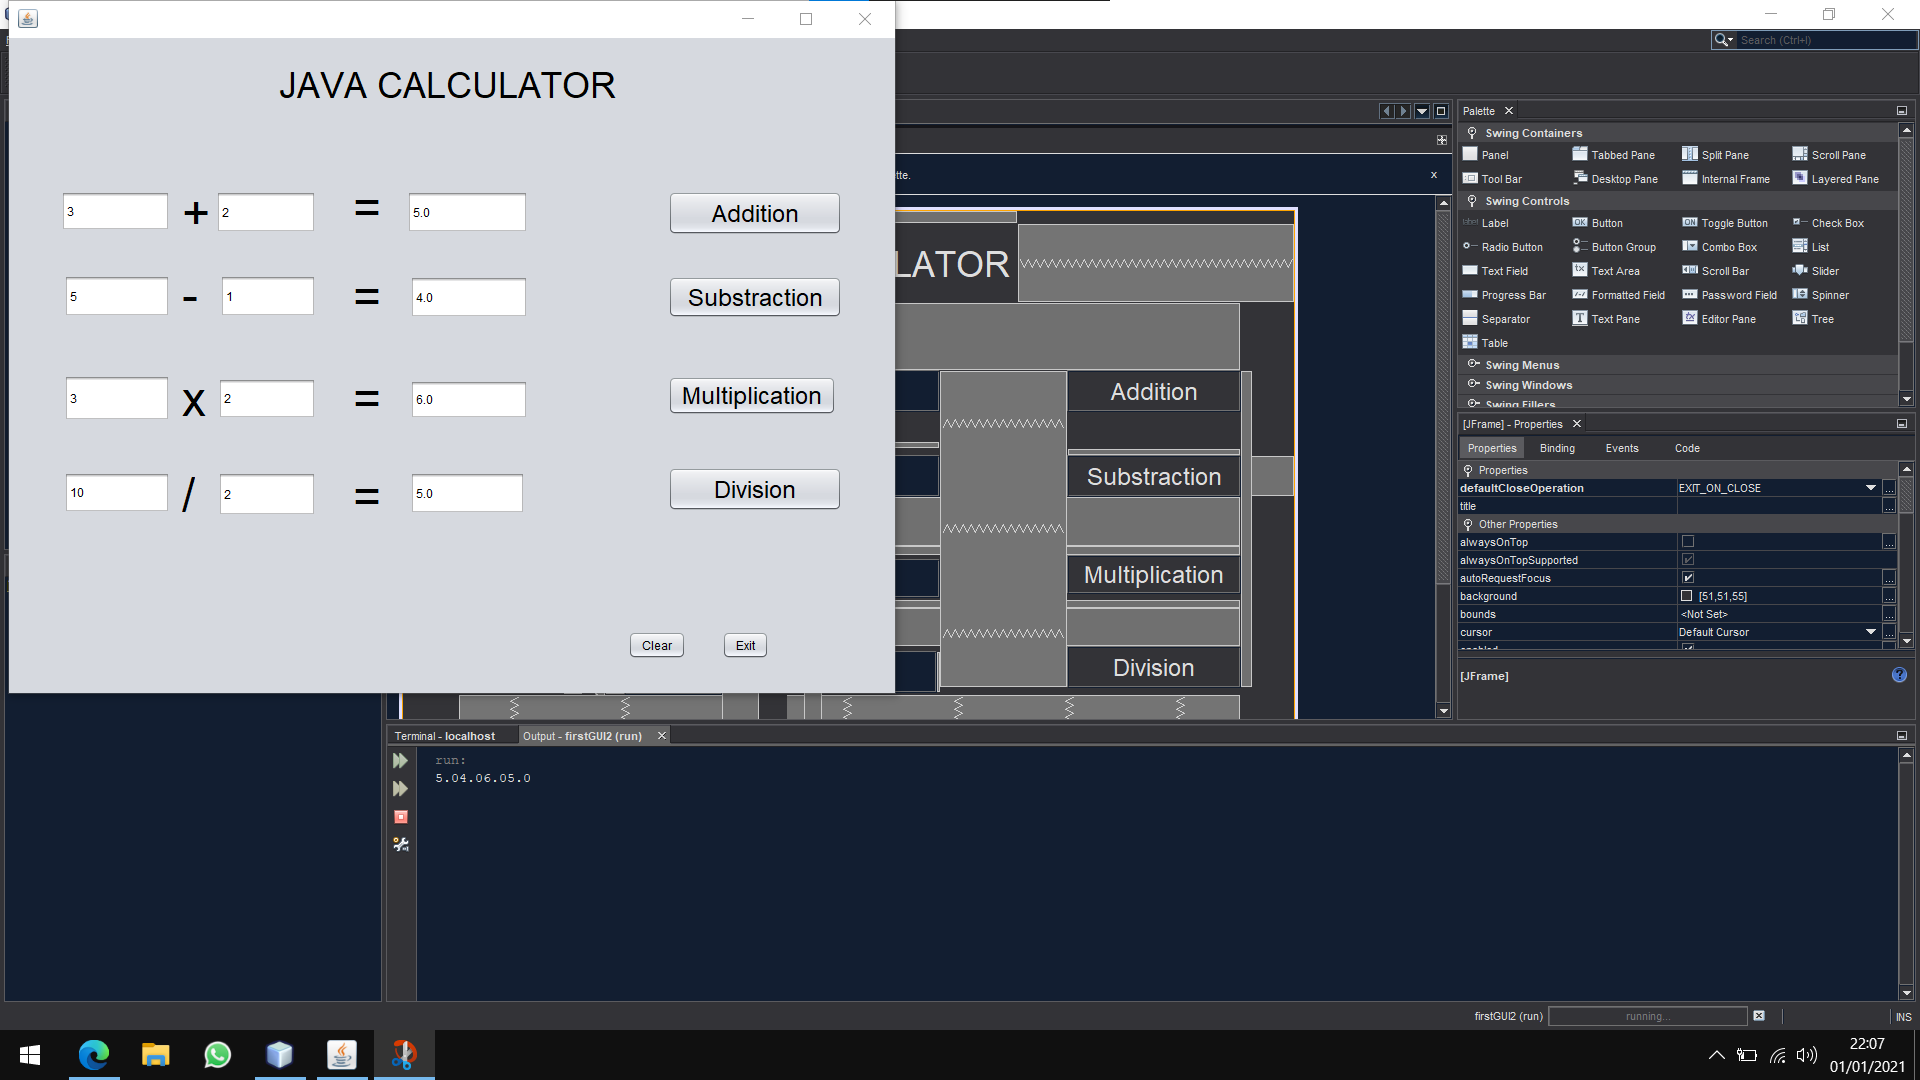 JAVA CALCULATOR
3 + 2 = 5.0 Addition
5 - 1 = 4.0 Substraction
3 x 2 = 6.0 Multiplication
10 / 2 = 5.0 Division
Clear Exit
Search (Ctrl+I)
tte. x
LATOR
Addition
Substraction
Multiplication
Division
Palette
Swing Containers
Panel Tabbed Pane Split Pane Scroll Pane
Tool Bar Desktop Pane Internal Frame Layered Pane
Swing Controls
Label Button Toggle Button Check Box
Radio Button Button Group Combo Box List
Text Field Text Area Scroll Bar Slider
Progress Bar Formatted Field Password Field Spinner
Separator Text Pane Editor Pane Tree
Table
Swing Menus
Swing Windows
Swing Fillers
[JFrame] - Properties
Properties Binding Events Code
Properties
defaultCloseOperation EXIT_ON_CLOSE ...
title ...
Other Properties
alwaysOnTop ...
alwaysOnTopSupported
autoRequestFocus ...
background [51,51,55] ...
bounds <Not Set> ...
cursor Default Cursor ...
[JFrame]
Terminal - localhost Output - firstGUI2 (run)
run:
5.04.06.05.0
firstGUI2 (run) running... INS
22:07
01/01/2021